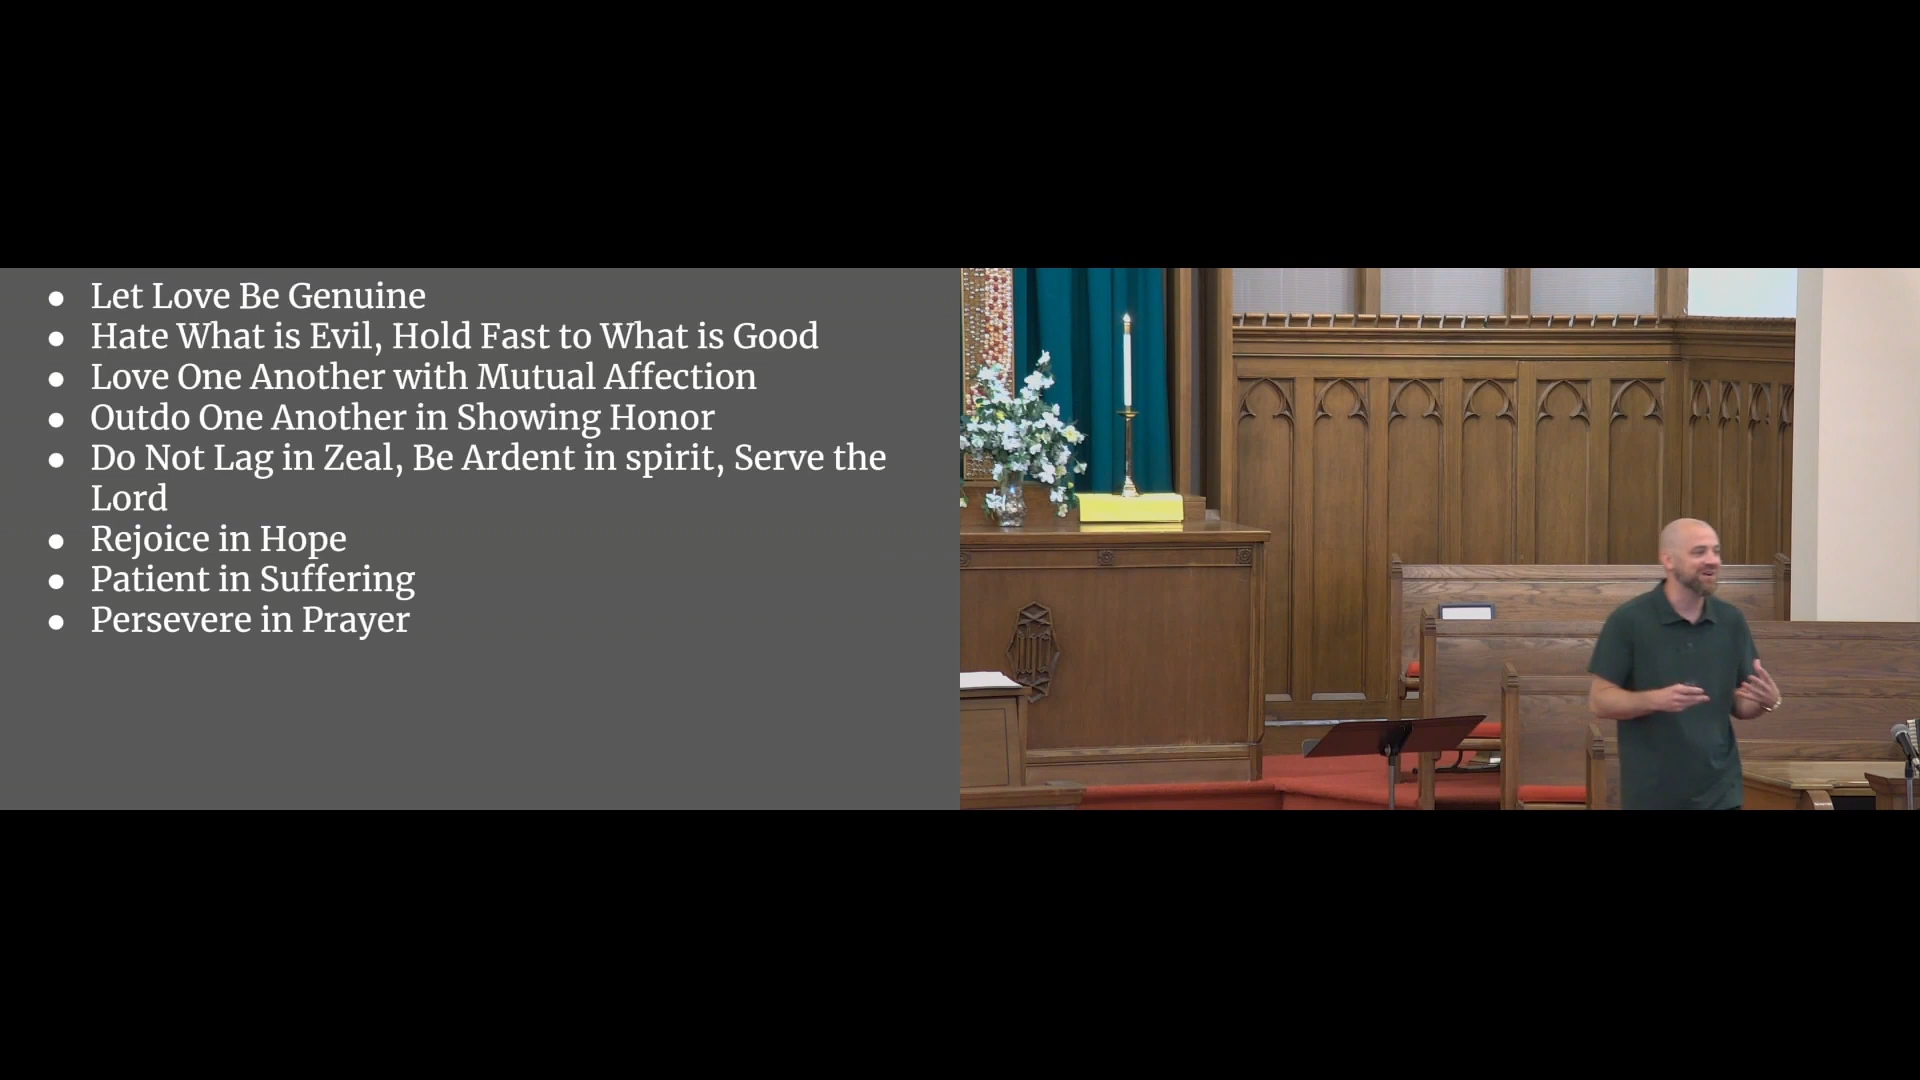 ● Let Love Be Genuine
● Hate What is Evil, Hold Fast to What is Good
● Love One Another with Mutual Affection
● Outdo One Another in Showing Honor
● Do Not Lag in Zeal, Be Ardent in spirit, Serve the
Lord
● Rejoice in Hope
● Patient in Suffering
● Persevere in Prayer